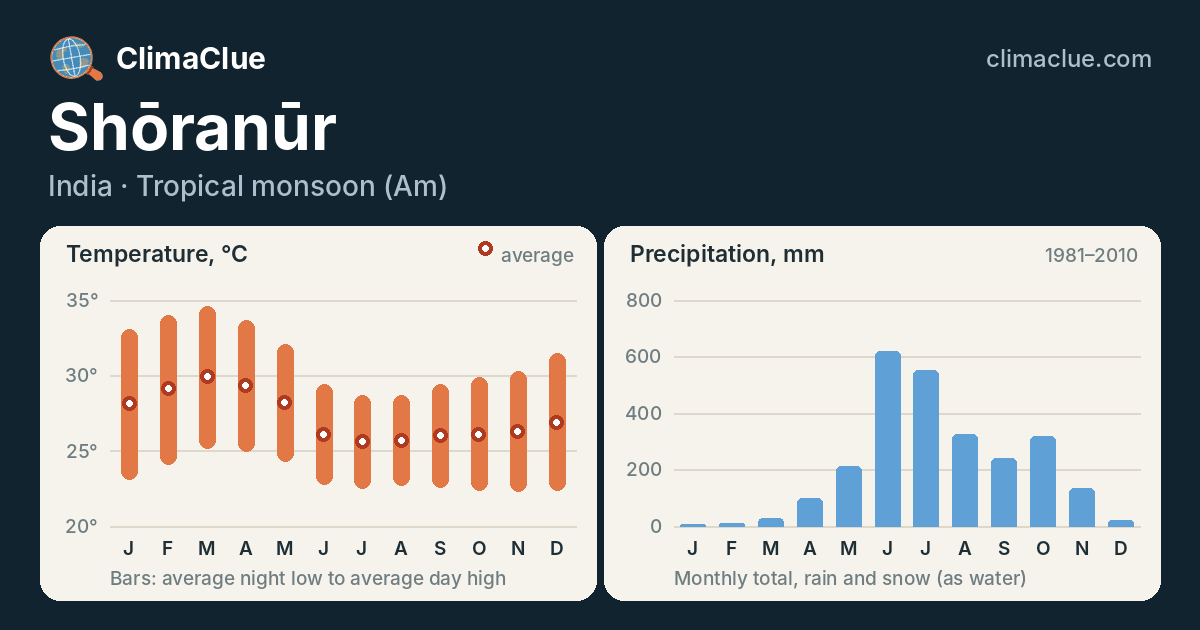 ClimaClue
climaclue.com
Shōranūr
India · Tropical monsoon (Am)
Temperature, °C
average
35°
30°
25°
20°
J F M A M J J A S O N D
Bars: average night low to average day high
Precipitation, mm
1981–2010
800
600
400
200
0
J F M A M J J A S O N D
Monthly total, rain and snow (as water)